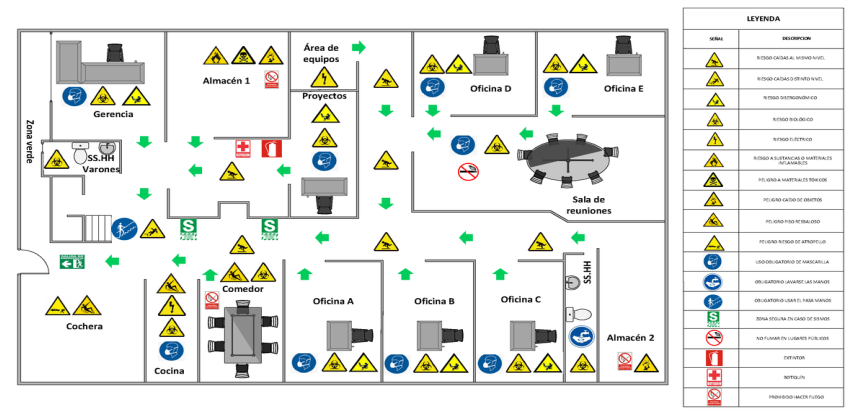 LEYENDA
SEÑAL
DESCRIPCION
RIESGO CAÍDAS AL MISMO NIVEL
RIESGO CAÍDAS DISTINTO NIVEL
RIESGO DISERGONÓMICO
RIESGO BIOLÓGICO
RIESGO ELÉCTRICO
RIESGO A SUSTANCIAS O MATERIALES
INFLAMABLES
PELIGRO A MATERIALES TÓXICOS
PELIGRO CAÍDO DE OBJETOS
PELIGRO PISO RESBALOSO
PELIGRO RIESGO DE ATROPELLO
USO OBLIGATORIO DE MASCARILLA
OBLIGATORIO LAVARSE LAS MANOS
OBLIGATORIO USAR EL PASA MANOS
ZONA SEGURA EN CASO DE SISMOS
NO FUMAR EN LUGARES PÚBLICOS
EXTINTOR
BOTIQUÍN
PROHIBIDO HACER FUEGO
Área de
equipos
Almacén 1
Proyectos
Gerencia
Oficina D
Oficina E
Zona verde
SS.HH
Varones
Sala de
reuniones
S
S
Comedor
Cochera
Cocina
Oficina A
Oficina B
Oficina C
SS.HH
Almacén 2